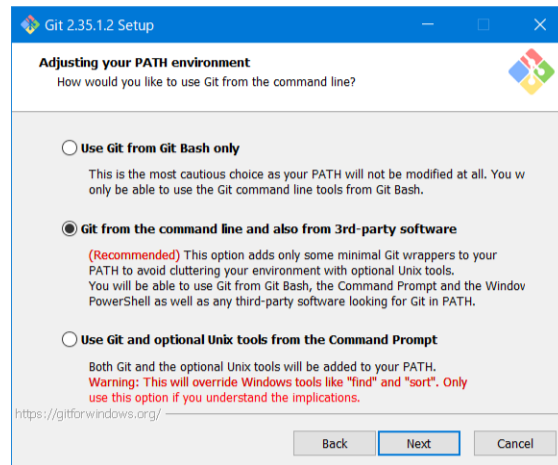 Git 2.35.1.2 Setup
Adjusting your PATH environment
How would you like to use Git from the command line?
Use Git from Git Bash only
This is the most cautious choice as your PATH will not be modified at all. You w
only be able to use the Git command line tools from Git Bash.
Git from the command line and also from 3rd-party software
(Recommended) This option adds only some minimal Git wrappers to your
PATH to avoid cluttering your environment with optional Unix tools.
You will be able to use Git from Git Bash, the Command Prompt and the Window
PowerShell as well as any third-party software looking for Git in PATH.
Use Git and optional Unix tools from the Command Prompt
Both Git and the optional Unix tools will be added to your PATH.
Warning: This will override Windows tools like "find" and "sort". Only
use this option if you understand the implications.
https://gitforwindows.org/
Back Next Cancel